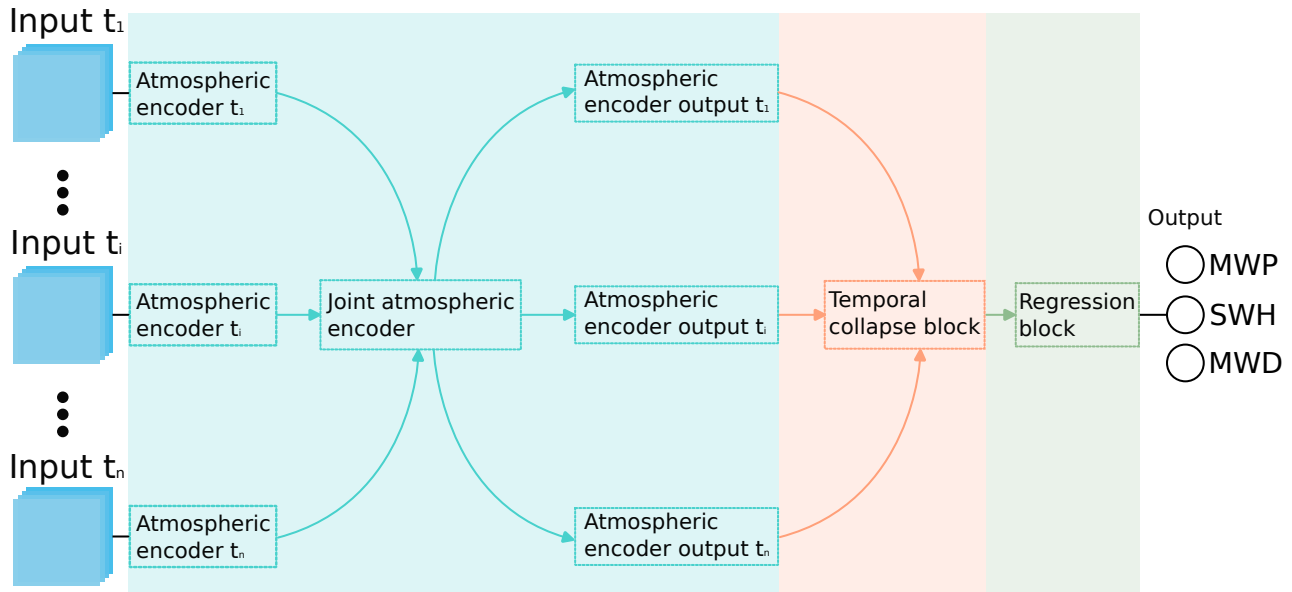 Input t₁
Atmospheric
encoder t₁
Atmospheric
encoder output t₁
Input tᵢ
Atmospheric
encoder tᵢ
Joint atmospheric
encoder
Atmospheric
encoder output tᵢ
Temporal
collapse block
Regression
block
Output
MWP
SWH
MWD
Input tₙ
Atmospheric
encoder tₙ
Atmospheric
encoder output tₙ